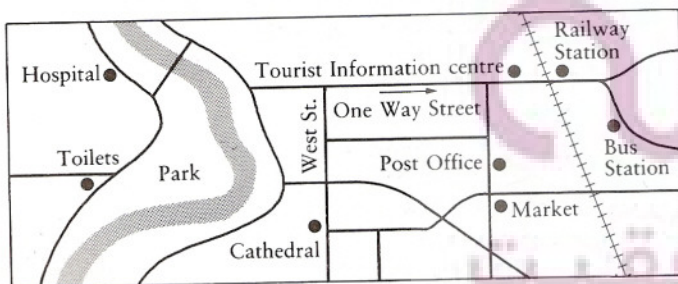 Railway
Station
Hospital
Tourist Information centre
West St.
One Way Street
Toilets
Park
Post Office
Bus
Station
Market
Cathedral